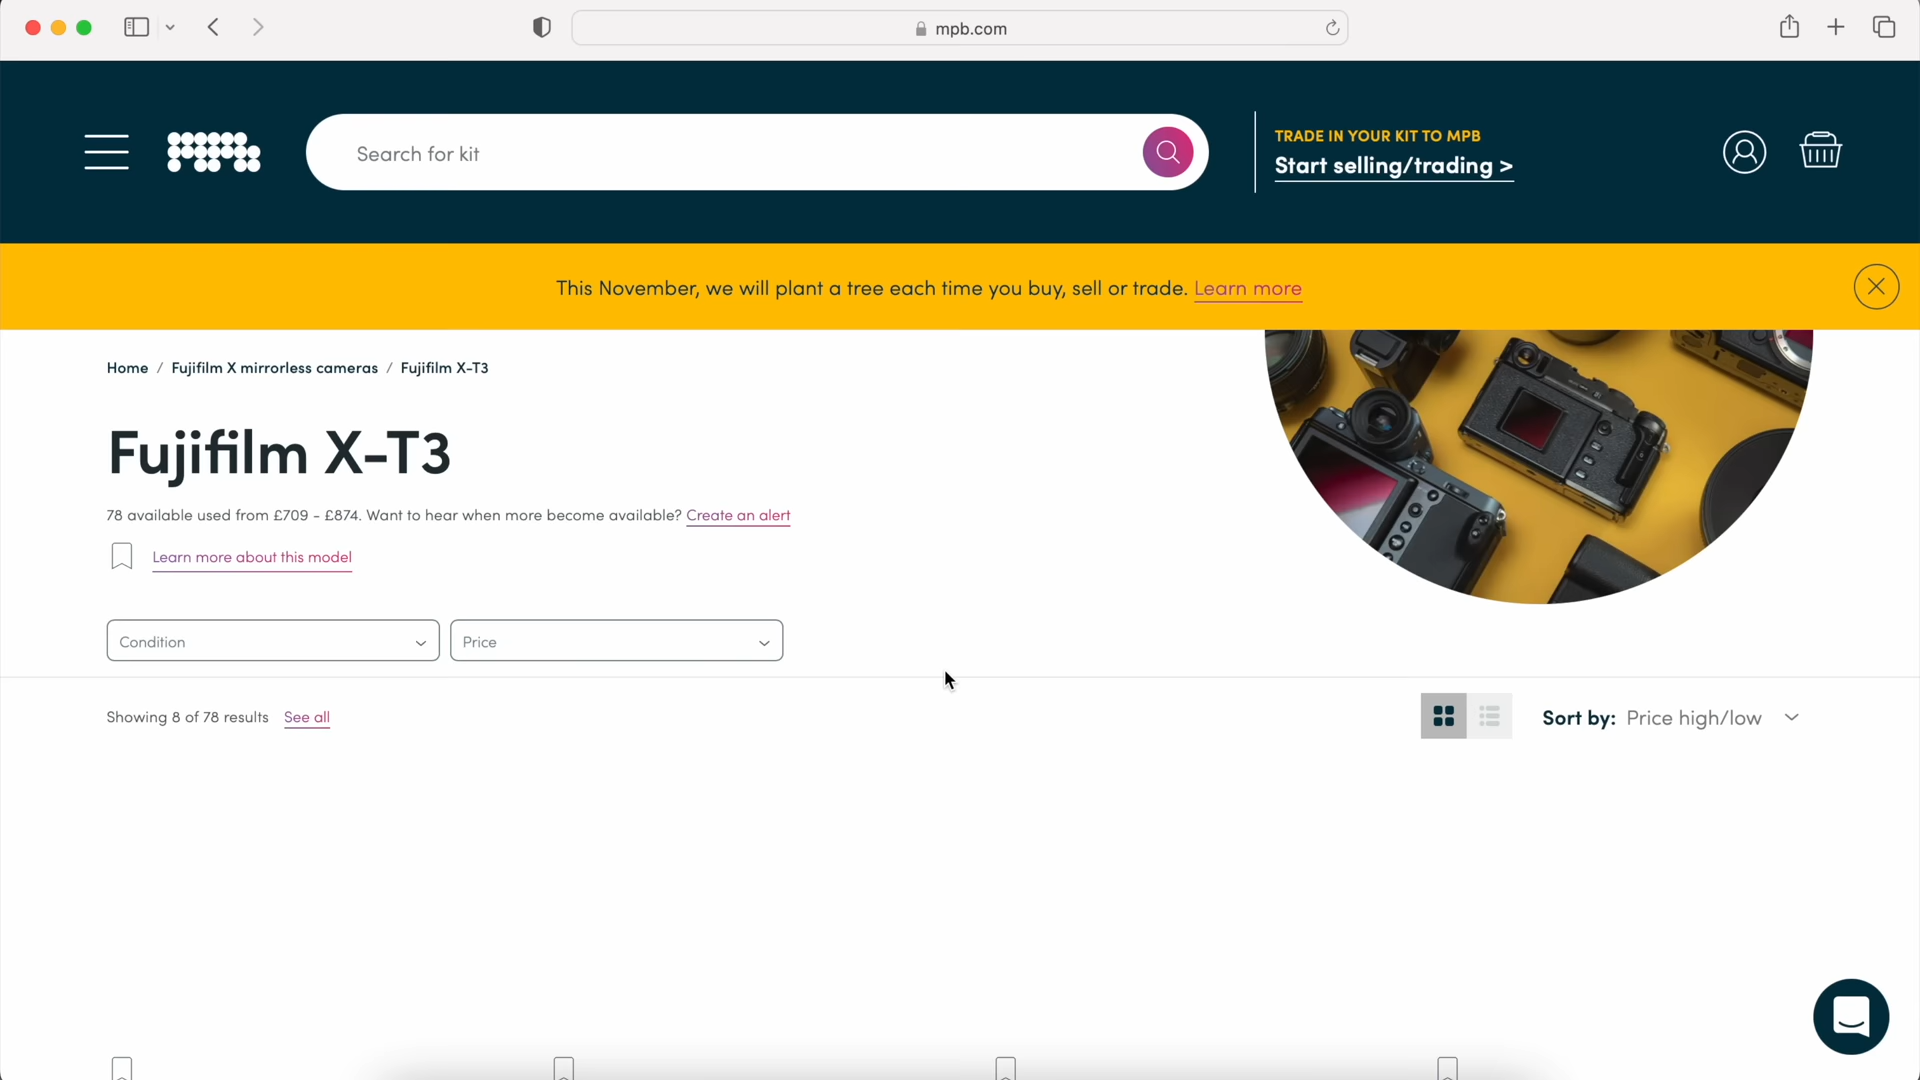 mpb.com
mpb
Search for kit
TRADE IN YOUR KIT TO MPB
Start selling/trading >
This November, we will plant a tree each time you buy, sell or trade. Learn more
Home / Fujifilm X mirrorless cameras / Fujifilm X-T3
Fujifilm X-T3
78 available used from £709 - £874. Want to hear when more become available? Create an alert
Learn more about this model
Condition
Price
Showing 8 of 78 results See all
Sort by: Price high/low